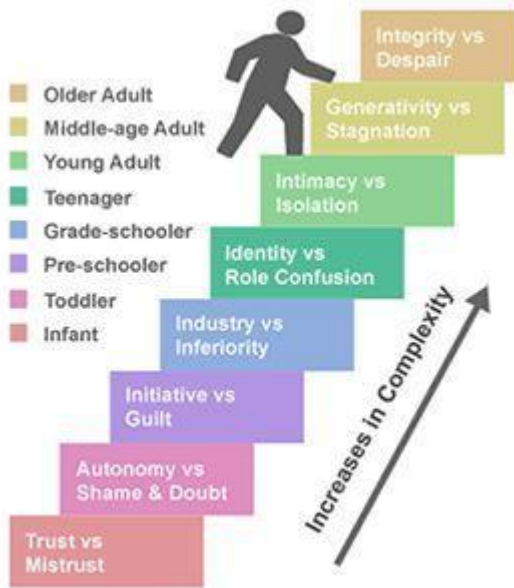 Integrity vs
Despair
Generativity vs
Stagnation
Intimacy vs
Isolation
Identity vs
Role Confusion
Industry vs
Inferiority
Initiative vs
Guilt
Autonomy vs
Shame & Doubt
Trust vs
Mistrust
Older Adult
Middle-age Adult
Young Adult
Teenager
Grade-schooler
Pre-schooler
Toddler
Infant
Increases in Complexity